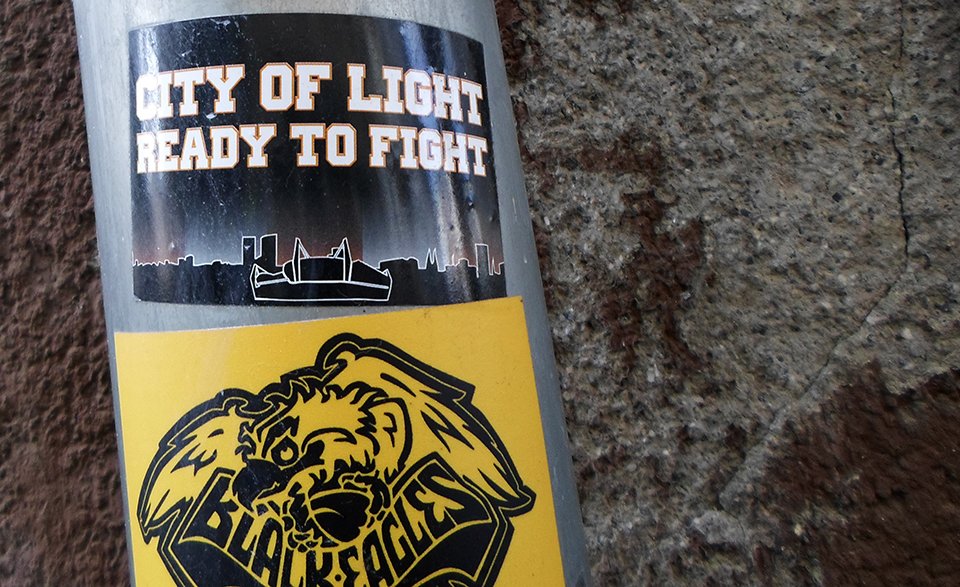 CITY OF LIGHT
READY TO FIGHT
BLACK·EAGLES